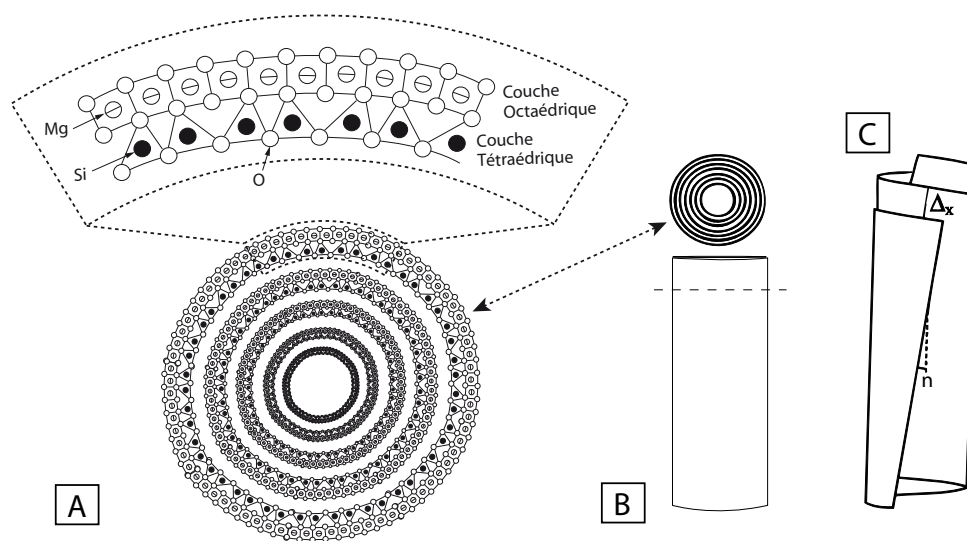 Couche
Octaédrique
Mg
Couche
Tétraédrique
Si
O
C
Δx
n
A
B